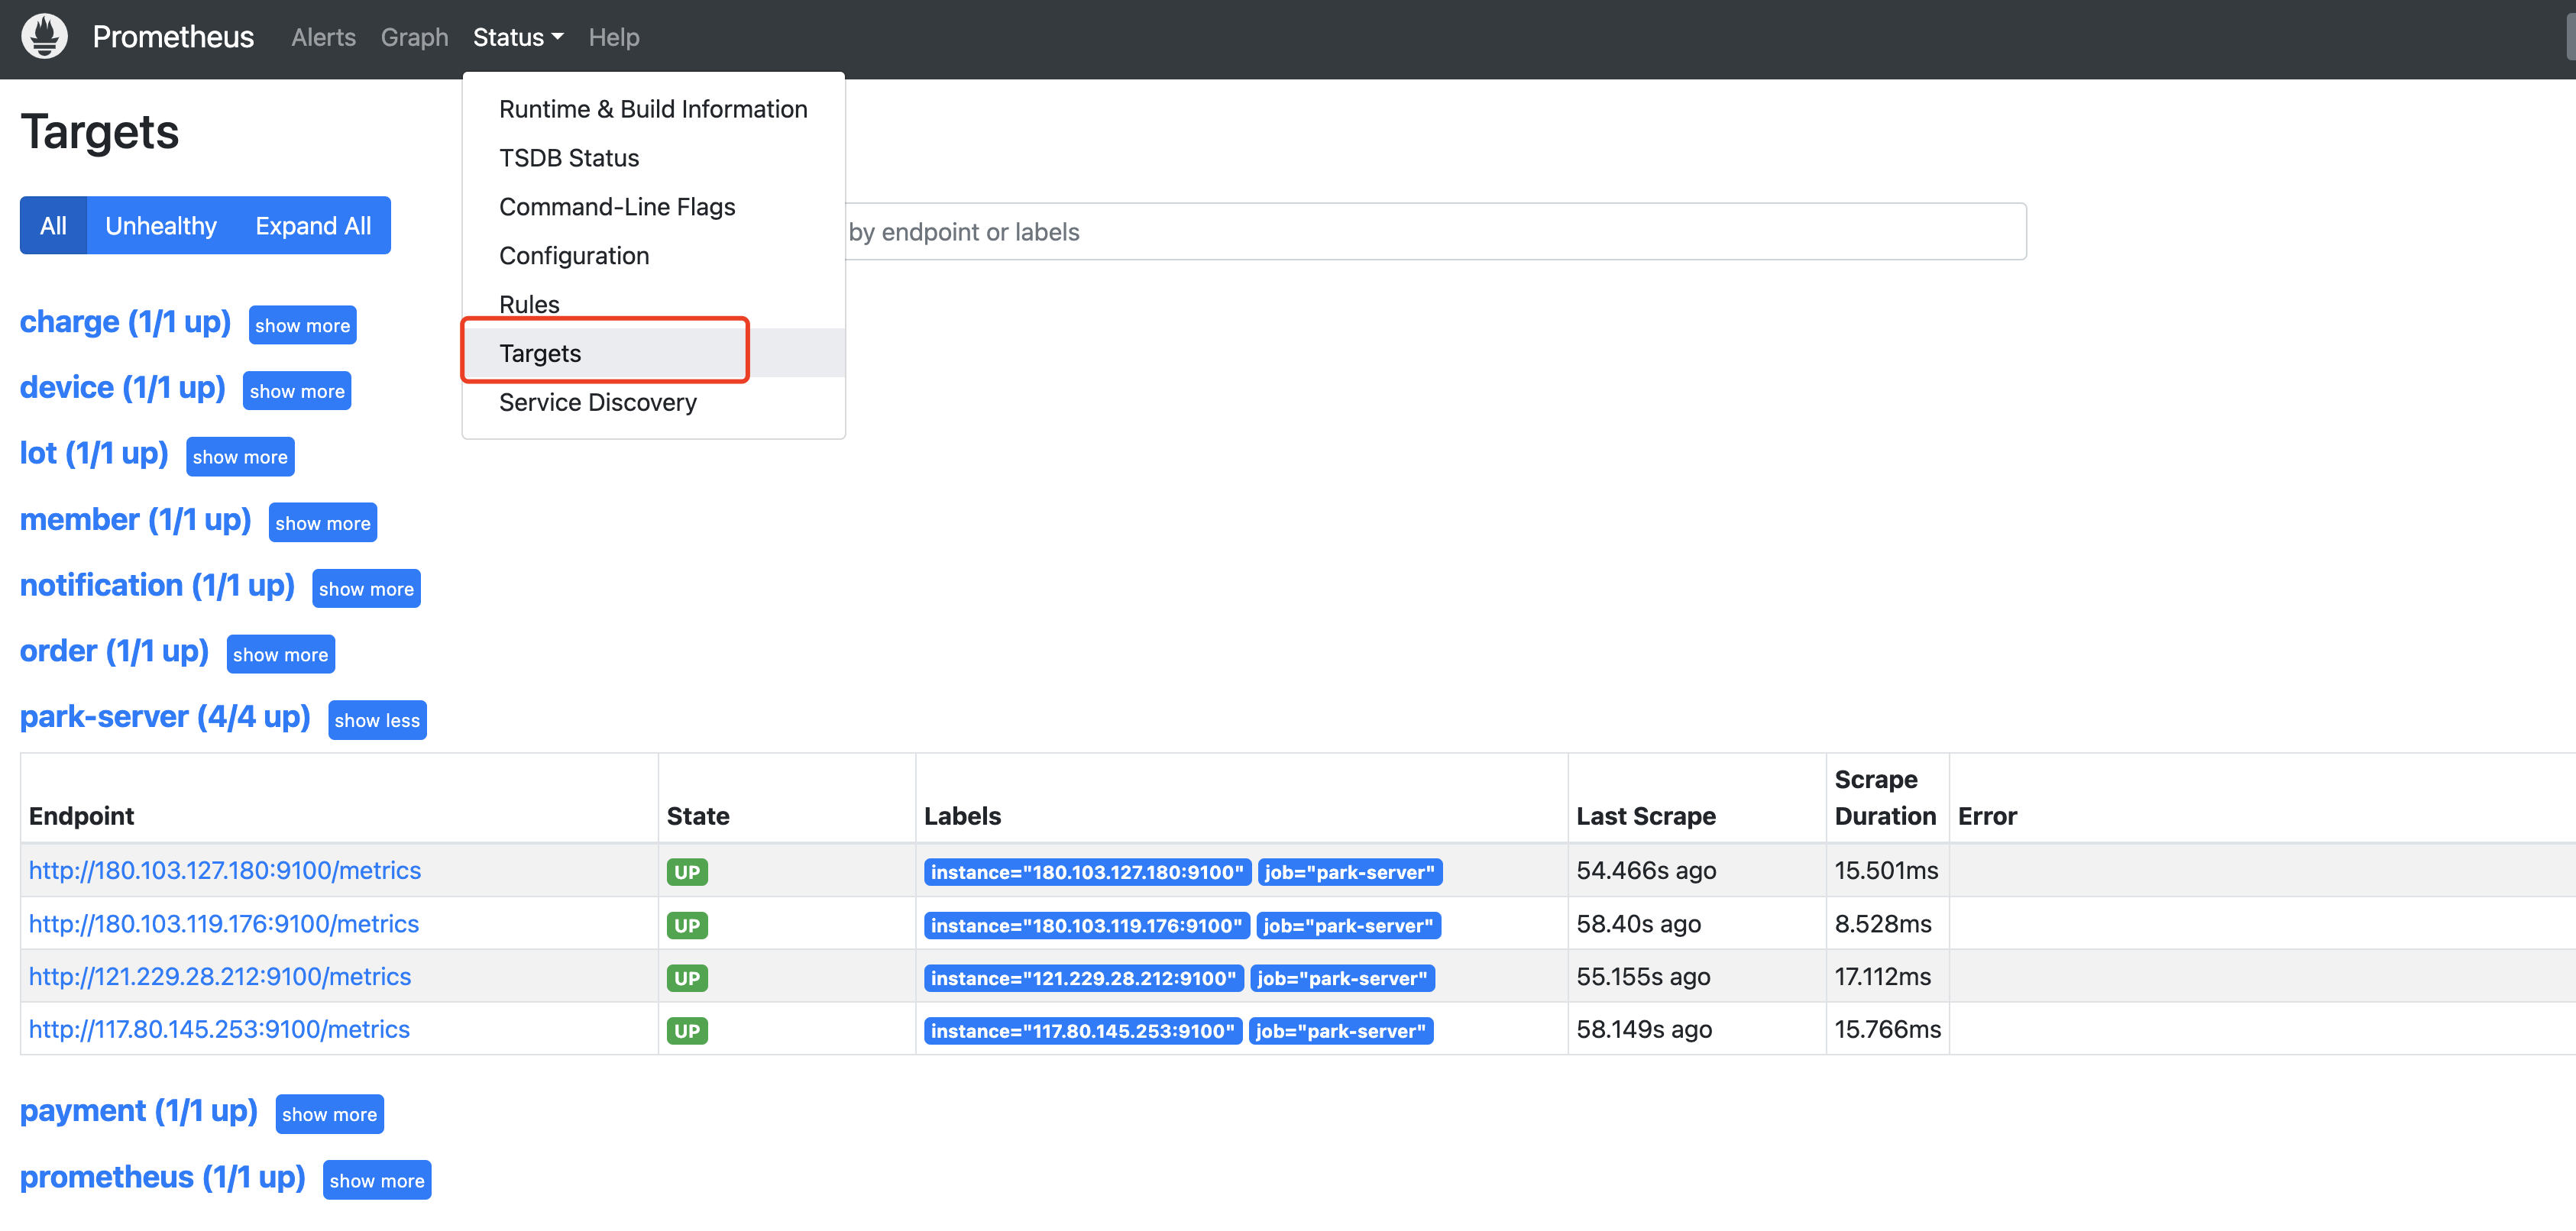 Prometheus Alerts Graph Status Help
Runtime & Build Information
TSDB Status
Command-Line Flags
Configuration
Rules
Targets
Service Discovery
Targets
All Unhealthy Expand All
by endpoint or labels
charge (1/1 up) show more
device (1/1 up) show more
lot (1/1 up) show more
member (1/1 up) show more
notification (1/1 up) show more
order (1/1 up) show more
park-server (4/4 up) show less
Endpoint State Labels Last Scrape Scrape Duration Error
http://180.103.127.180:9100/metrics UP instance="180.103.127.180:9100" job="park-server" 54.466s ago 15.501ms
http://180.103.119.176:9100/metrics UP instance="180.103.119.176:9100" job="park-server" 58.40s ago 8.528ms
http://121.229.28.212:9100/metrics UP instance="121.229.28.212:9100" job="park-server" 55.155s ago 17.112ms
http://117.80.145.253:9100/metrics UP instance="117.80.145.253:9100" job="park-server" 58.149s ago 15.766ms
payment (1/1 up) show more
prometheus (1/1 up) show more